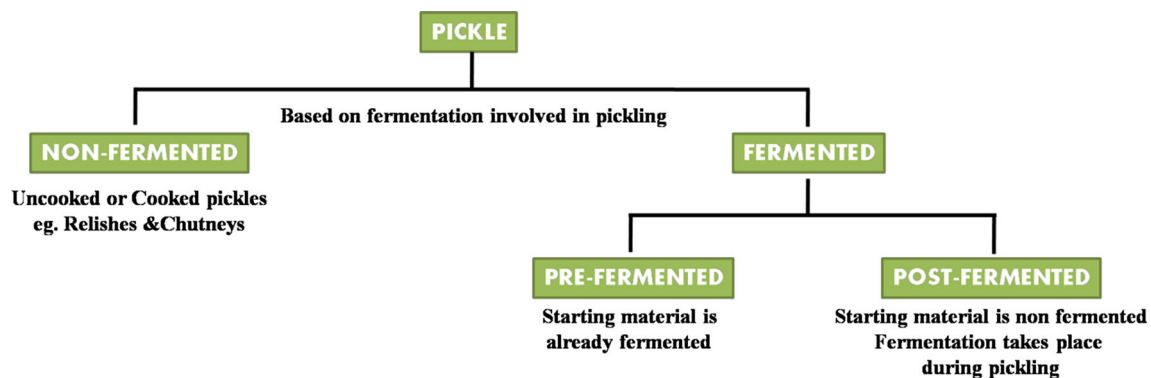 PICKLE
Based on fermentation involved in pickling
NON-FERMENTED
Uncooked or Cooked pickles
eg. Relishes &Chutneys
FERMENTED
PRE-FERMENTED
Starting material is
already fermented
POST-FERMENTED
Starting material is non fermented
Fermentation takes place
during pickling